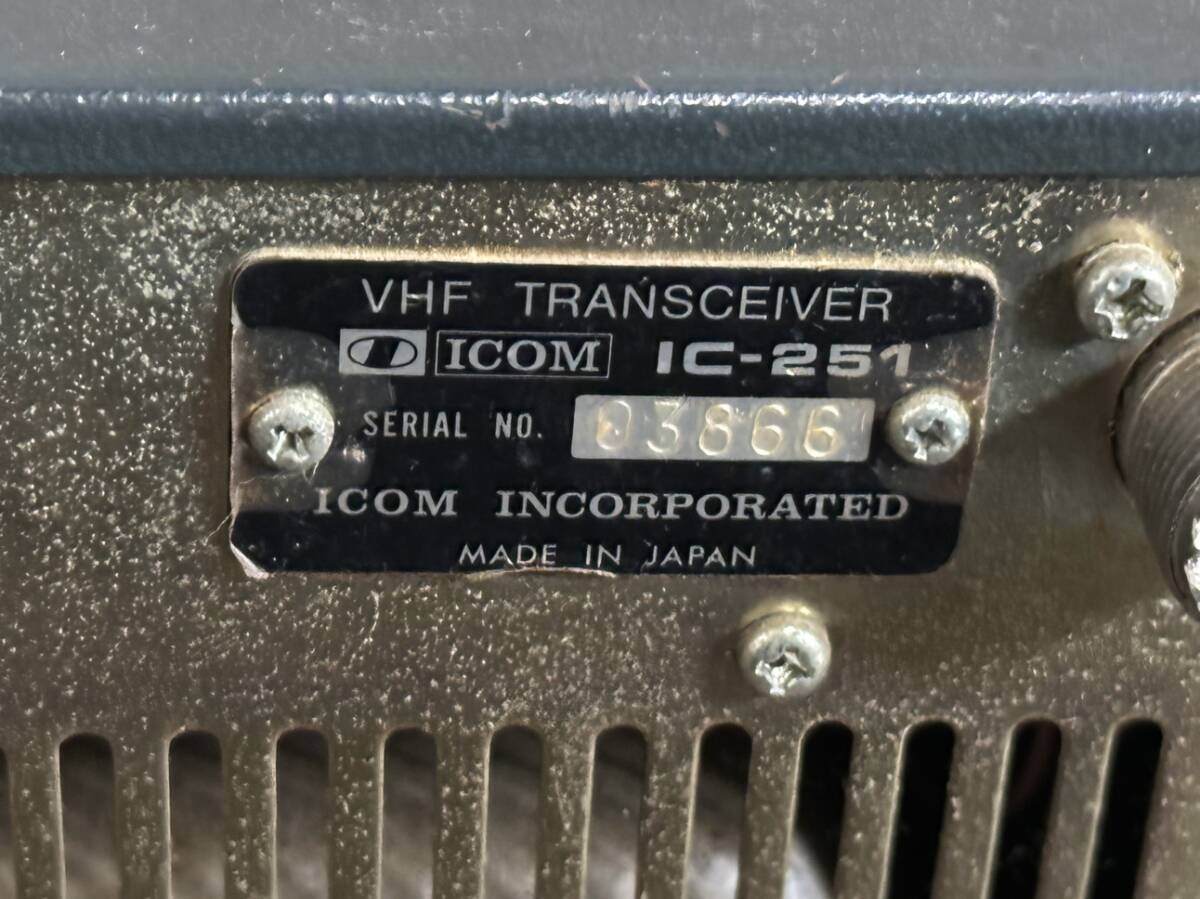 VHF TRANSCEIVER
ICOM IC-251
SERIAL NO. 03866
ICOM INCORPORATED
MADE IN JAPAN